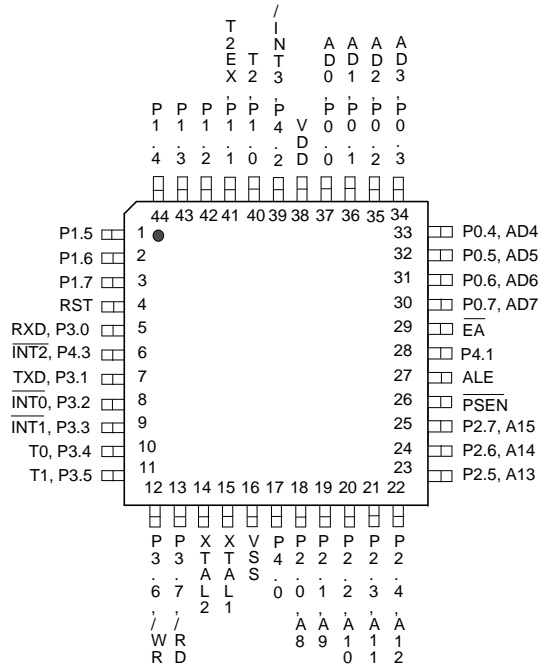 P1.4
P1.3
P1.2
T2EX,P1.1
T2,P1.0
/INT3,P4.2
VDD
AD0,P0.0
AD1,P0.1
AD2,P0.2
AD3,P0.3
44 43 42 41 40 39 38 37 36 35 34
P1.5 1
P1.6 2
P1.7 3
RST 4
RXD, P3.0 5
INT2, P4.3 6
TXD, P3.1 7
INT0, P3.2 8
INT1, P3.3 9
T0, P3.4 10
T1, P3.5 11
33 P0.4, AD4
32 P0.5, AD5
31 P0.6, AD6
30 P0.7, AD7
29 EA
28 P4.1
27 ALE
26 PSEN
25 P2.7, A15
24 P2.6, A14
23 P2.5, A13
12 13 14 15 16 17 18 19 20 21 22
P3.6,/WR
P3.7,/RD
XTAL2
XTAL1
VSS
P4.0
P2.0,A8
P2.1,A9
P2.2,A10
P2.3,A11
P2.4,A12